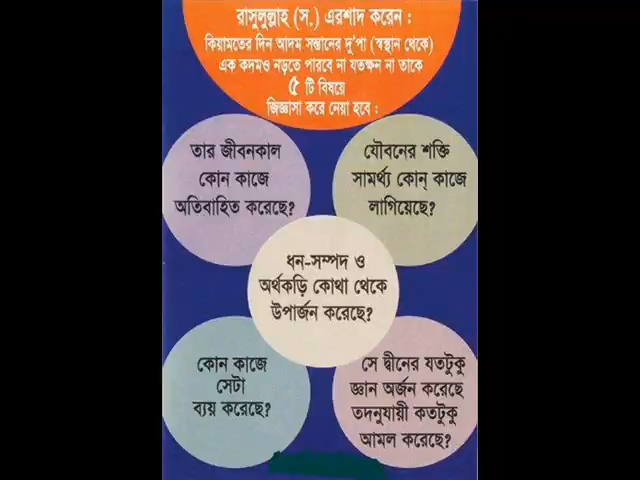 রাসুলুল্লাহ (স.) এরশাদ করেন :
কিয়ামতের দিন আদম সন্তানের দু'পা (স্বস্থান থেকে)
এক কদমও নড়তে পারবে না যতক্ষন না তাকে
৫ টি বিষয়ে
জিজ্ঞাসা করে নেয়া হবে :
তার জীবনকাল
কোন কাজে
অতিবাহিত করেছে?
যৌবনের শক্তি
সামর্থ্য কোন্ কাজে
লাগিয়েছে?
ধন-সম্পদ ও
অর্থকড়ি কোথা থেকে
উপার্জন করেছে?
কোন কাজে
সেটা
ব্যয় করেছে?
সে দ্বীনের যতটুকু
জ্ঞান অর্জন করেছে
তদনুযায়ী কতটুকু
আমল করেছে?